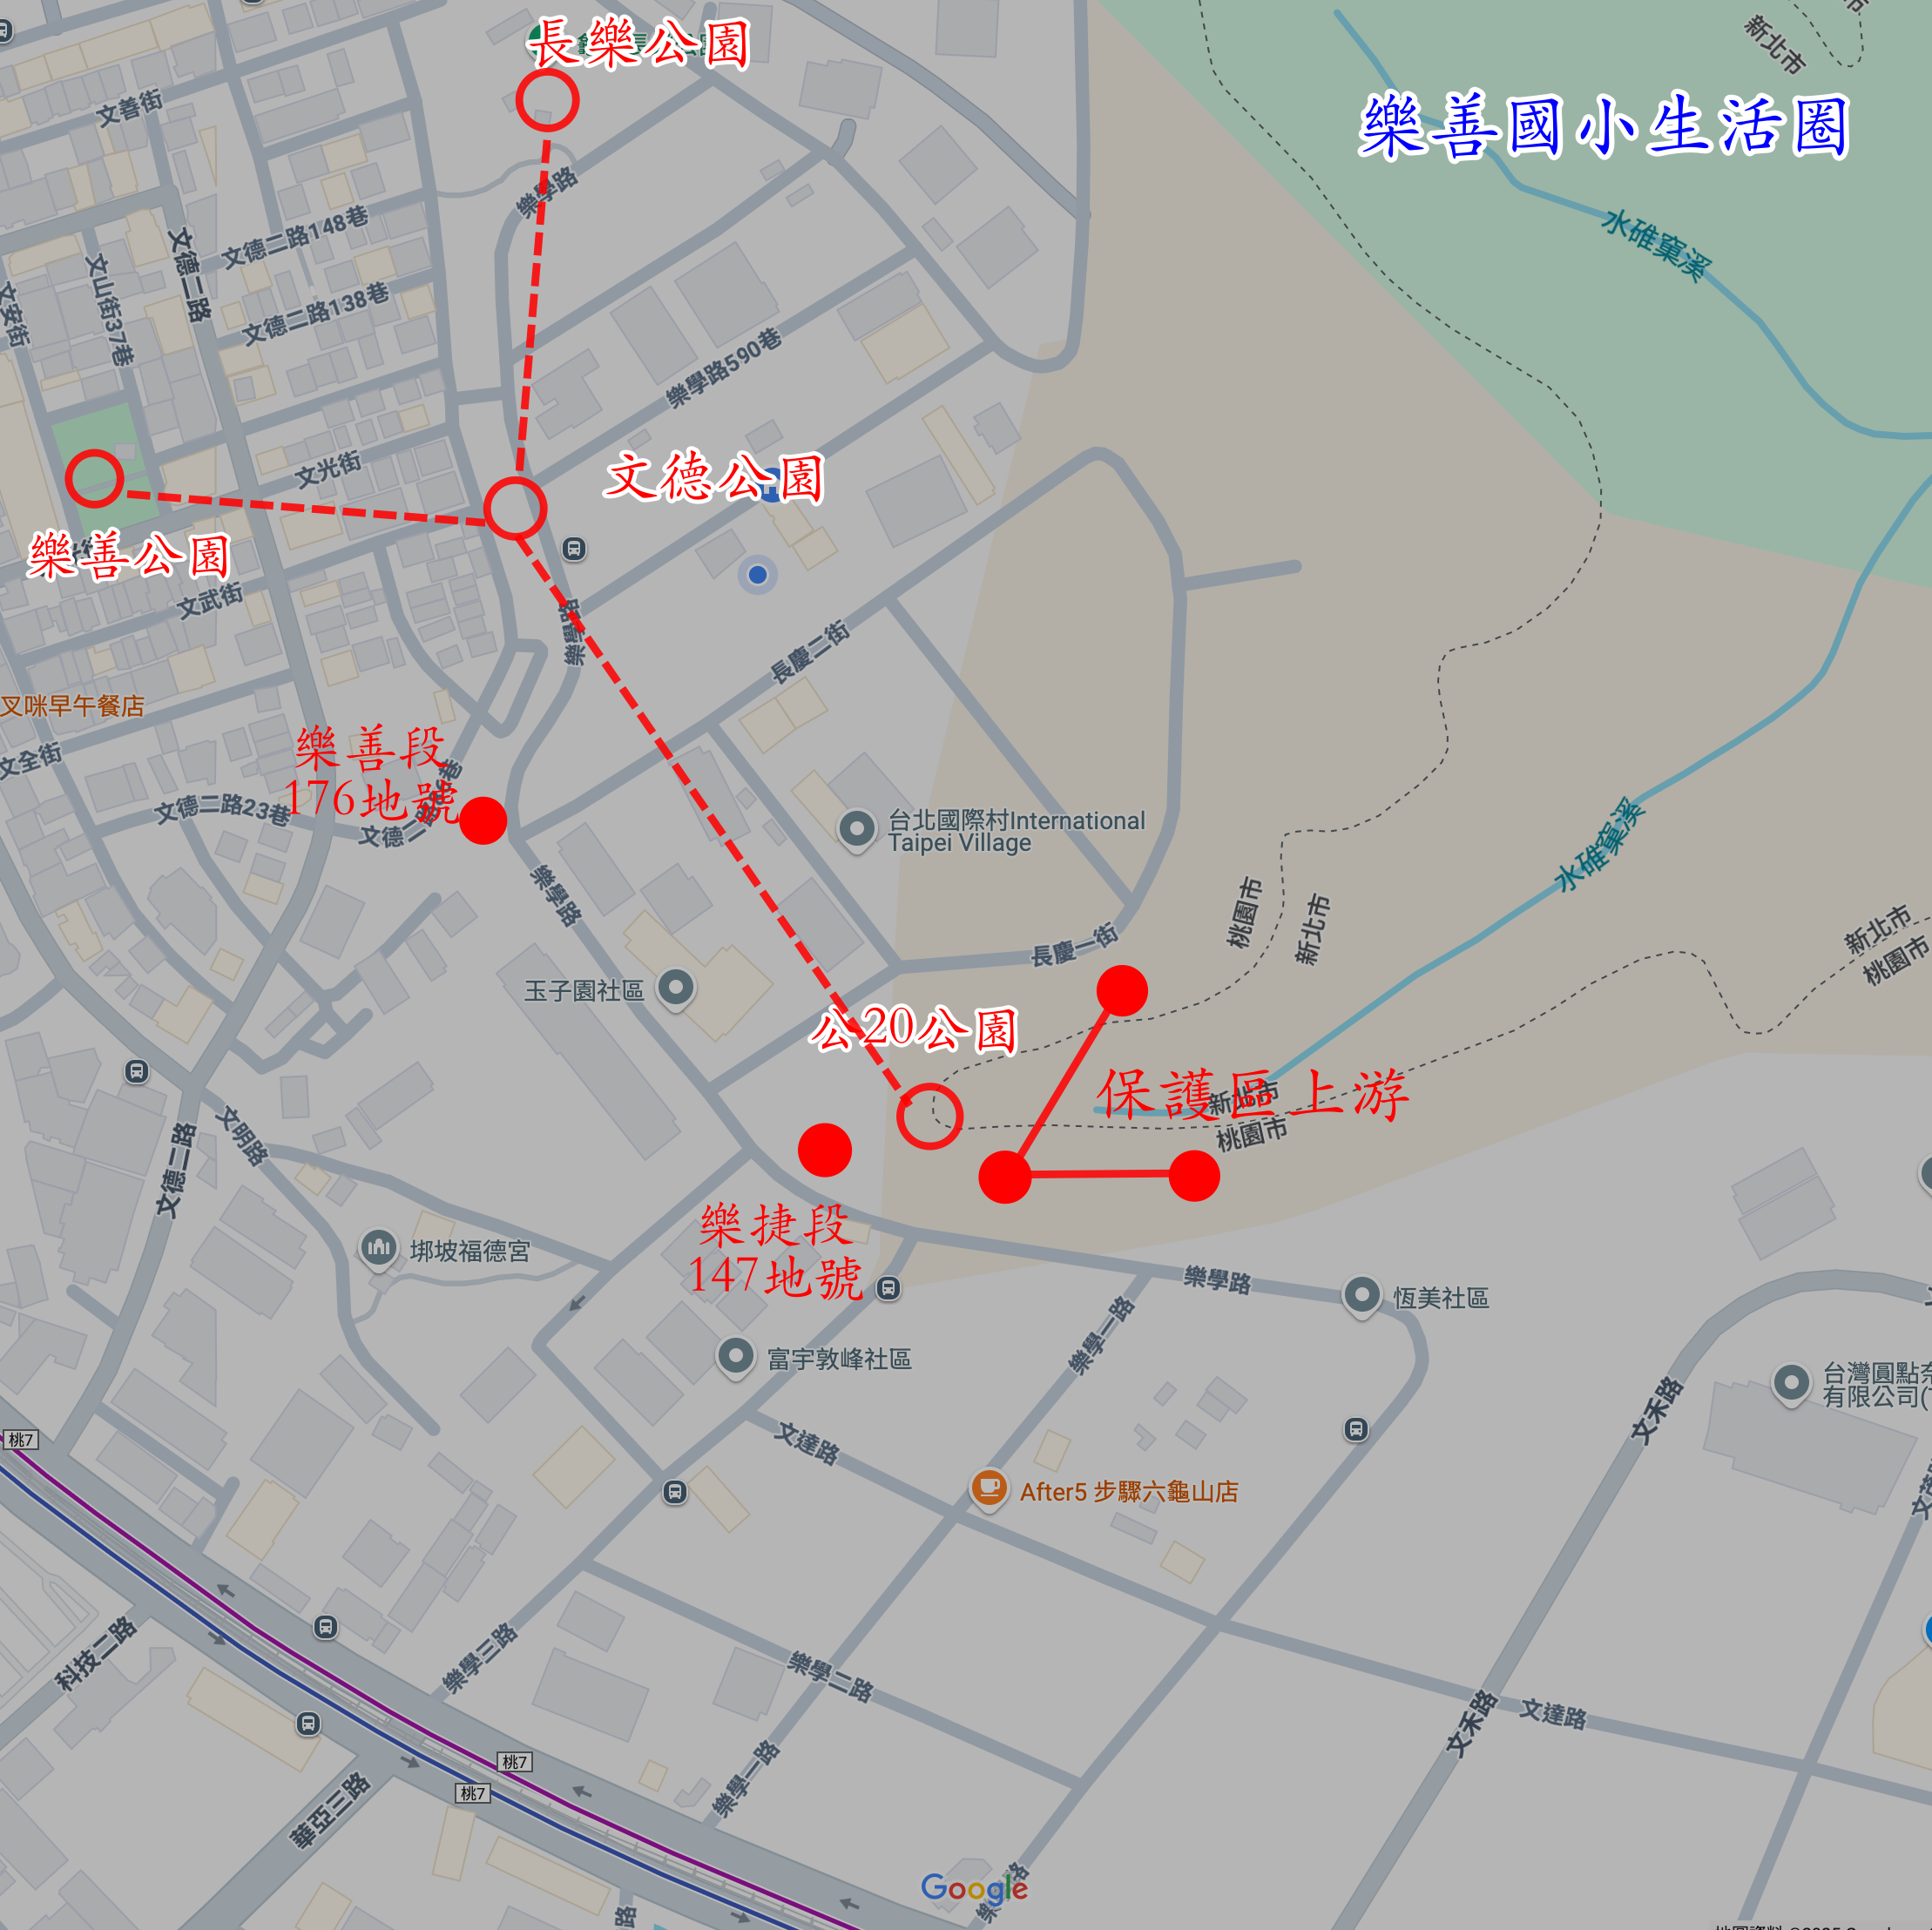 長樂公園
樂善國小生活圈
新北市
文善街
樂學路
水碓窠溪
文德二路148巷
文德二路
文山街37巷
文安街
文德二路138巷
樂學路590巷
文光街
文德公園
樂善公園
文武街
樂學路
長慶二街
叉咪早午餐店
文全街
樂善段
176地號
文德二路23巷
台北國際村International
Taipei Village
水碓窠溪
樂學路
桃園市
新北市
長慶一街
新北市
桃園市
玉子園社區
公20公園
保護區上游
新北市
桃園市
文明路
文德二路
樂捷段
147地號
坶坡福德宮
樂學路
恆美社區
樂學一路
富宇敦峰社區
台灣圓點奈
有限公司(
文禾路
文達路
桃7
After5 步驟六龜山店
科技二路
樂學三路
樂學二路
文禾路
文達路
桃7
桃7
樂學一路
華亞三路
Google
路